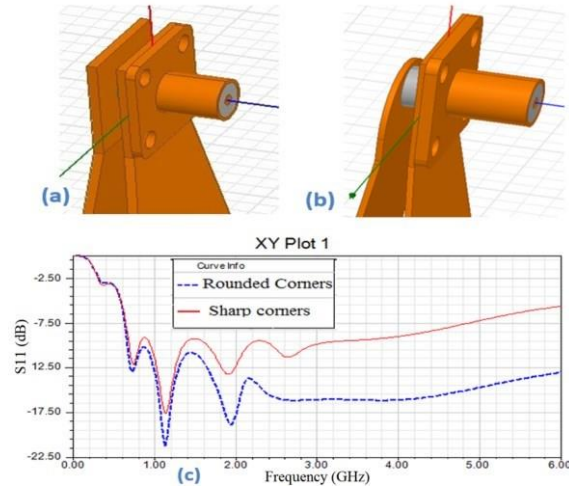 (a)
(b)
XY Plot 1
Curve Info
Rounded Corners
Sharp corners
-2.50
-7.50
-12.50
-17.50
-22.50
S11 (dB)
0.00
1.00
2.00
3.00
4.00
5.00
6.00
(c)
Frequency (GHz)